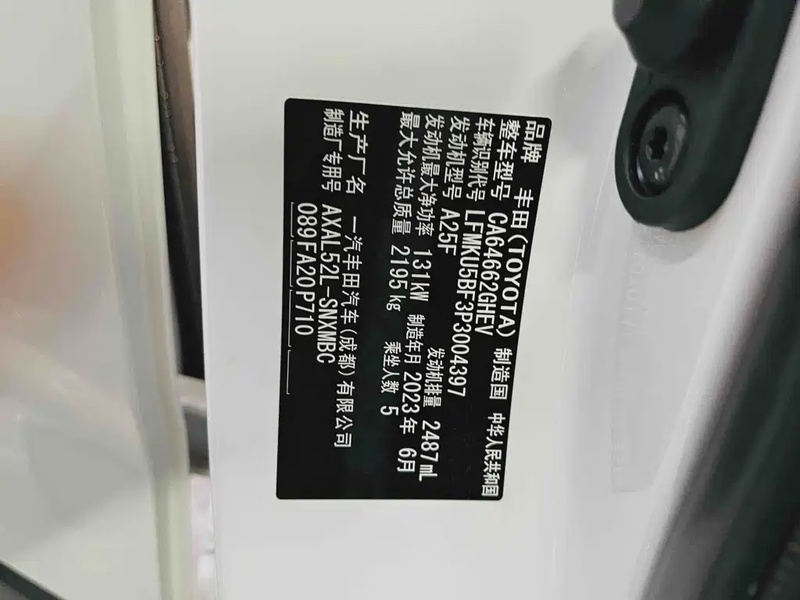 品牌 丰田(TOYOTA) 制造国 中华人民共和国
整车型号 CA64662GHEV
车辆识别代号 LFMKU5BF3P3004397
发动机型号 A25F 发动机排量 2487mL
发动机最大净功率 131kW 制造年月 2023年 6月
最大允许总质量 2195kg 乘坐人数 5
生产厂名 一汽丰田汽车(成都)有限公司
制造厂专用号 AXAL52L-SNXMBC
089FA20P710